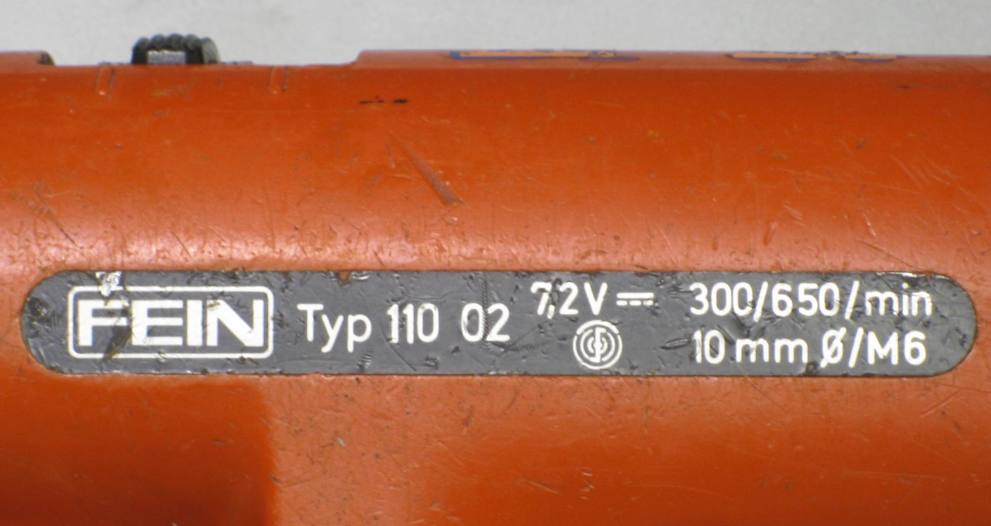 FEIN Typ 110 02
7,2V ⎓ 300/650/min
10 mm Ø/M6